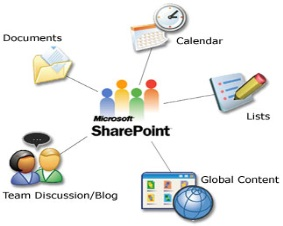 Documents
Calendar
Microsoft
SharePoint
Lists
Team Discussion/Blog
Global Content